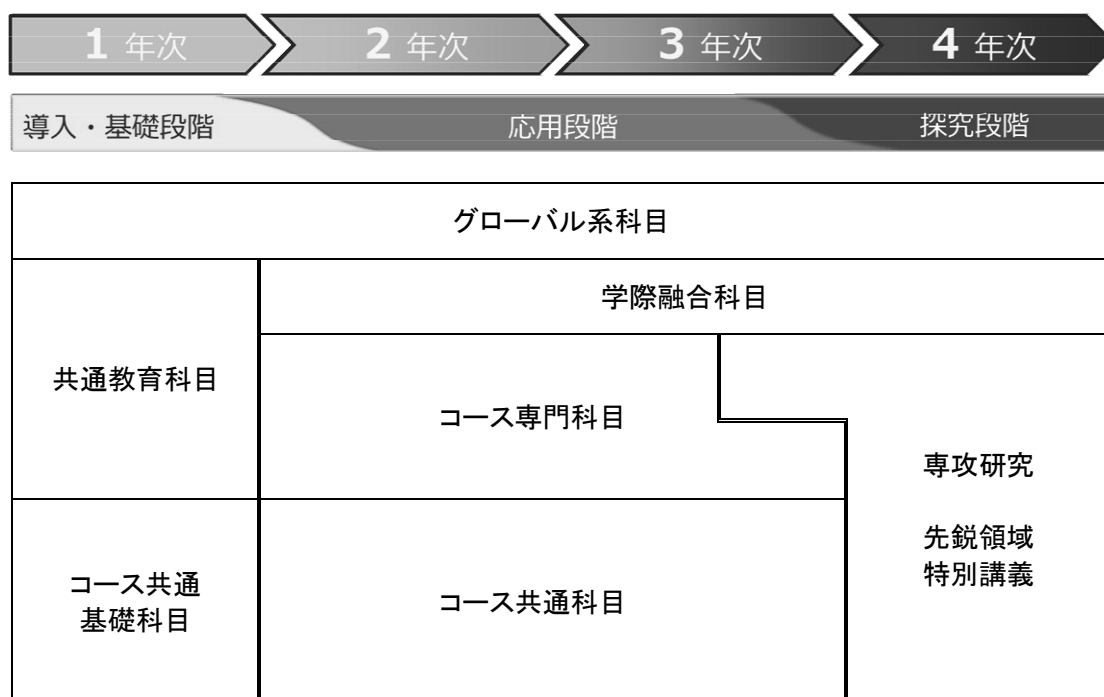 1 年次
2 年次
3 年次
4 年次
導入・基礎段階
応用段階
探究段階
グローバル系科目
学際融合科目
共通教育科目
コース専門科目
専攻研究
先鋭領域
特別講義
コース共通
基礎科目
コース共通科目